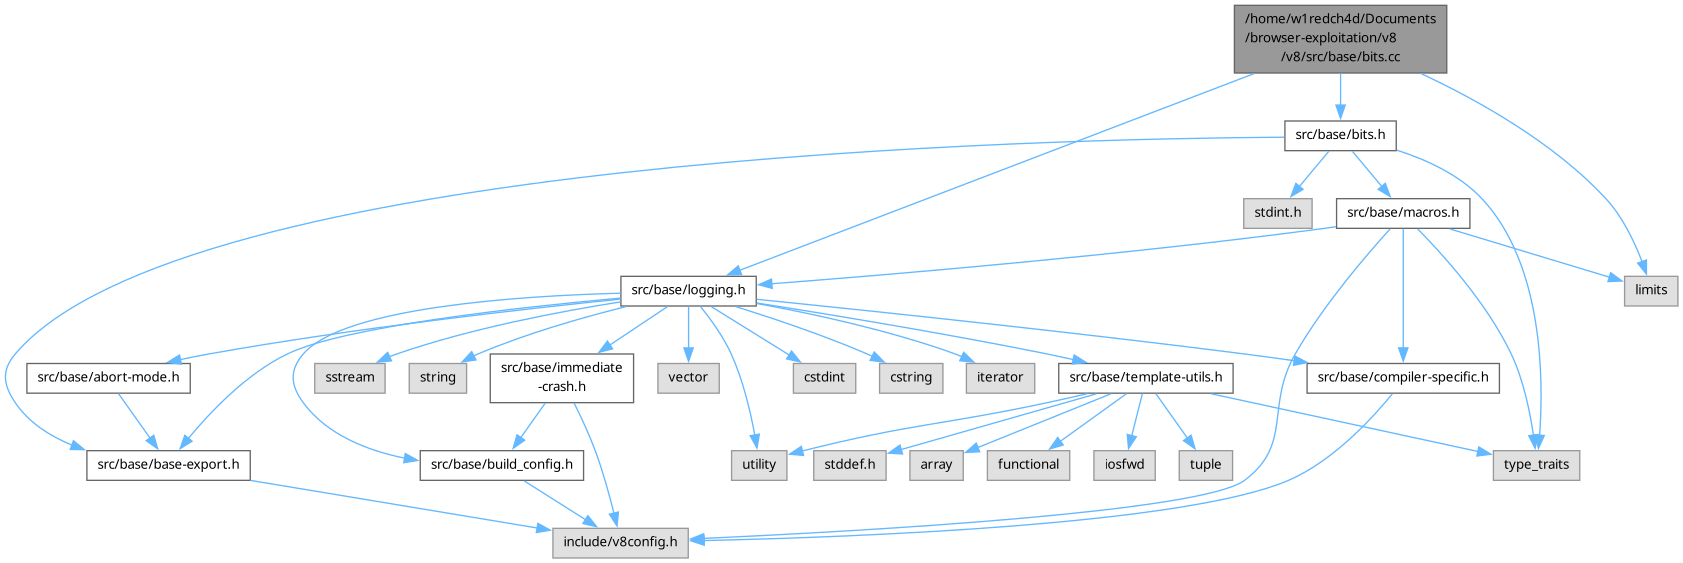 /home/w1redch4d/Documents
/browser-exploitation/v8
/v8/src/base/bits.cc
src/base/bits.h
stdint.h
src/base/macros.h
src/base/logging.h
limits
src/base/abort-mode.h
sstream
string
src/base/immediate
-crash.h
vector
cstdint
cstring
iterator
src/base/template-utils.h
src/base/compiler-specific.h
src/base/base-export.h
src/base/build_config.h
utility
stddef.h
array
functional
iosfwd
tuple
type_traits
include/v8config.h